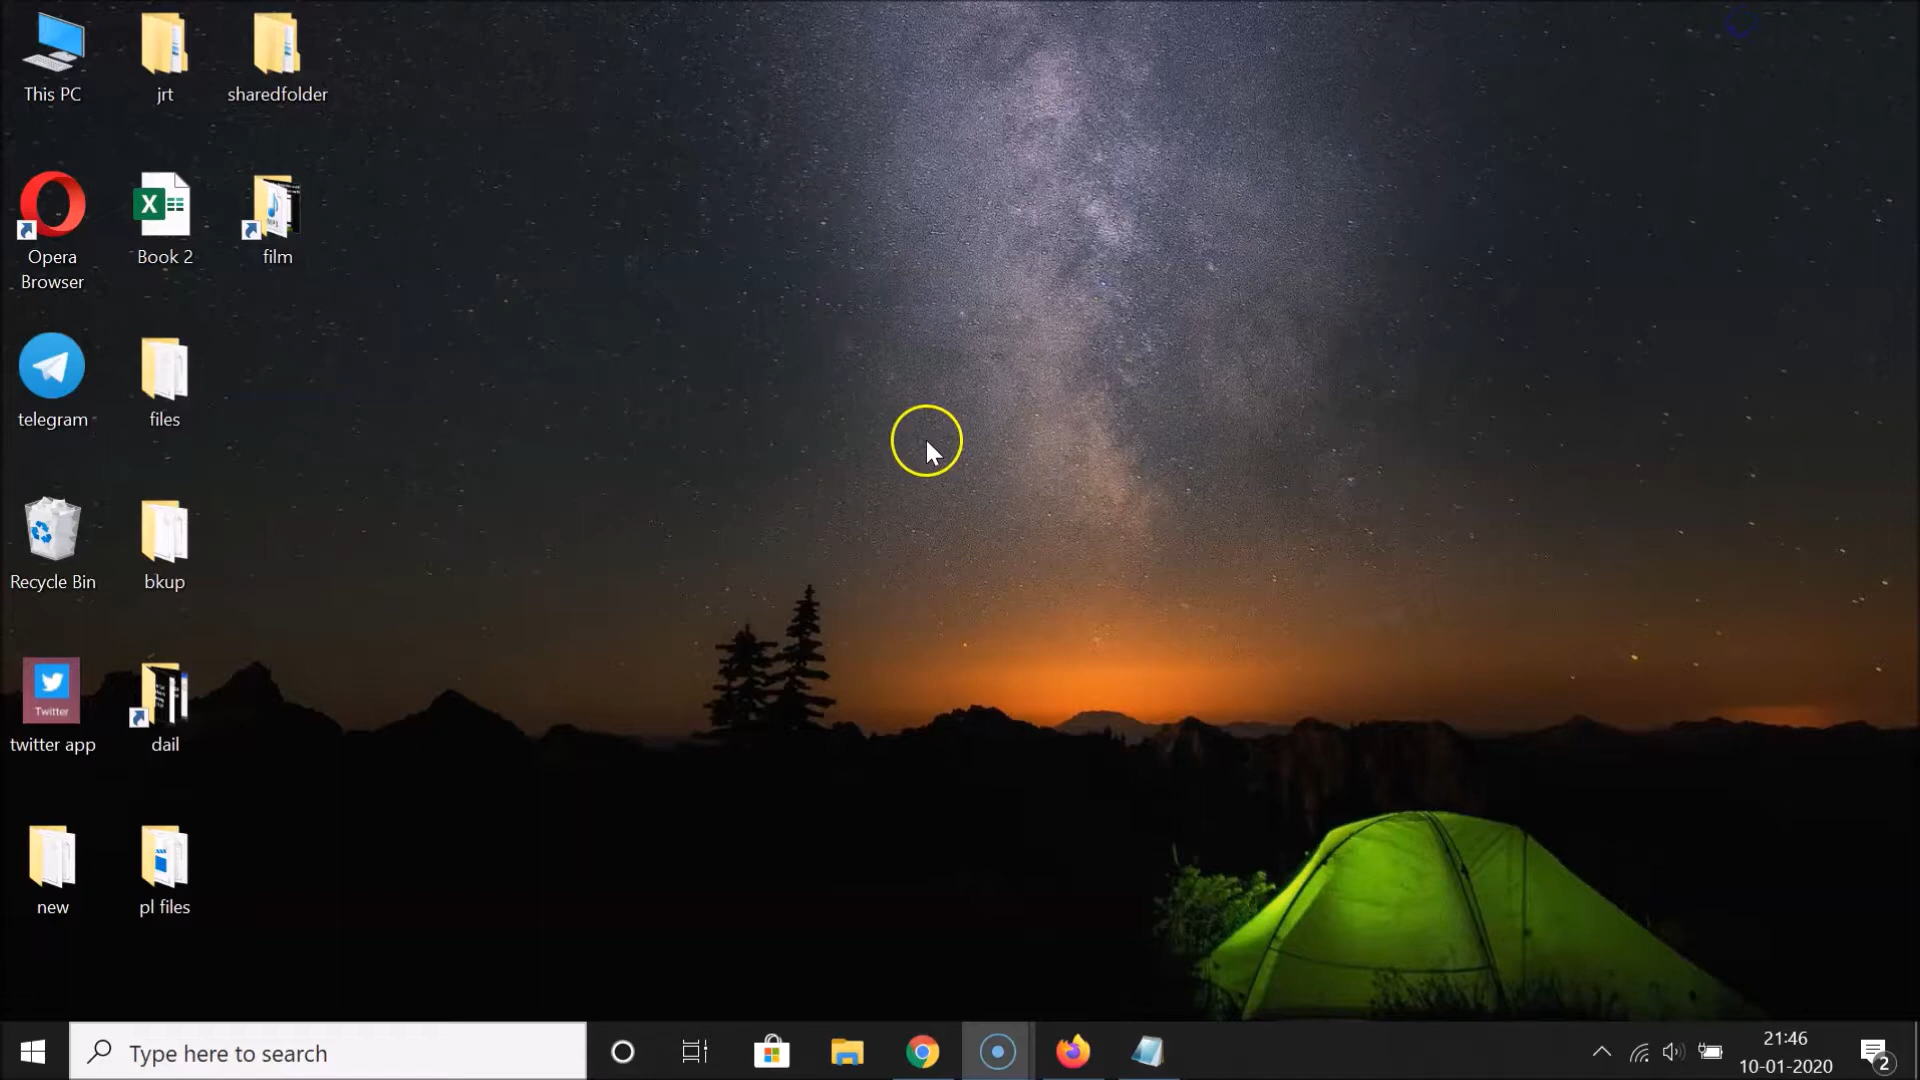 This PC
jrt
sharedfolder
Opera
Browser
Book 2
film
telegram
files
Recycle Bin
bkup
Twitter
twitter app
dail
new
pl files
Type here to search
21:46
10-01-2020
2